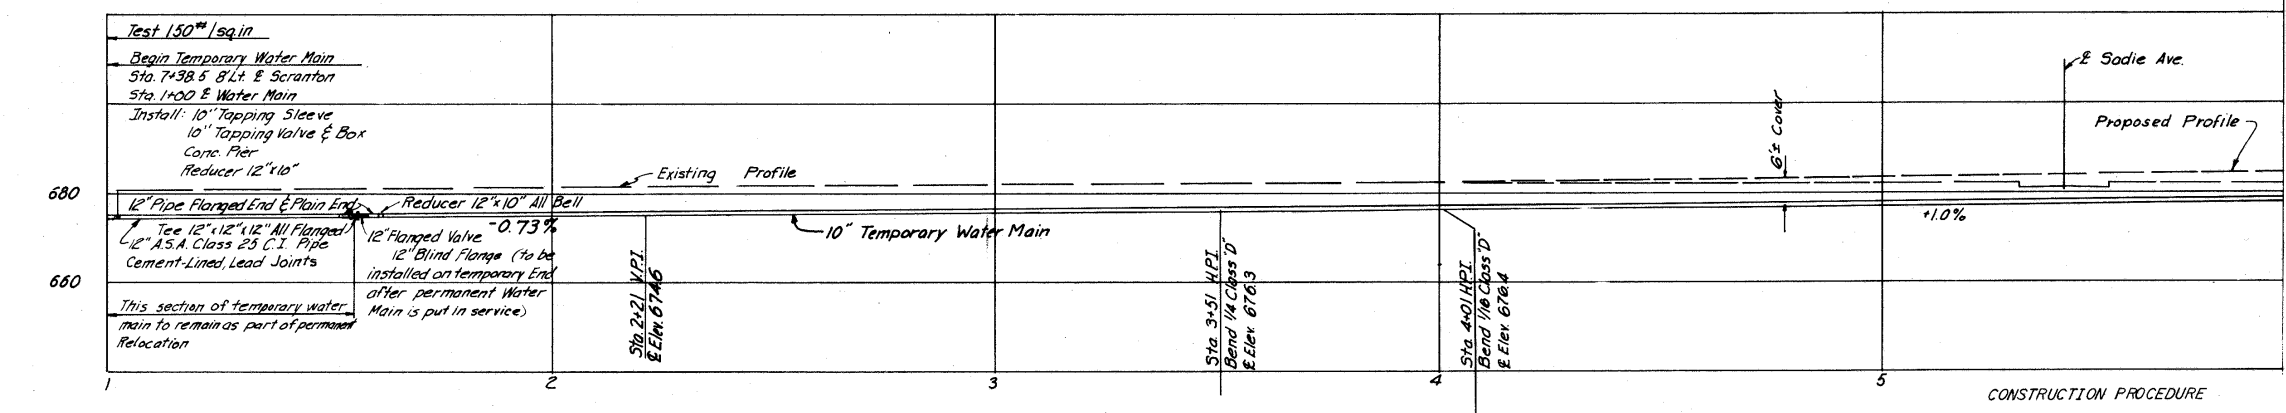 Test 150#/sq.in
Begin Temporary Water Main
Sta. 7+38.5 8'Lt. ℄ Scranton
Sta. 1+00 ℄ Water Main
Install: 10" Tapping Sleeve
10" Tapping Valve & Box
Conc. Pier
Reducer 12"x10"
℄ Sadie Ave.
6'± Cover
Proposed Profile
Existing Profile
680
12" Pipe Flanged End & Plain End
Reducer 12"x10" All Bell
Tee 12"x12"x12" All Flanged
12" A.S.A. Class 25 C.I. Pipe
Cement-Lined, Lead Joints
12" Flanged Valve
-0.73%
12" Blind Flange (to be
installed on temporary End
after permanent Water
Main is put in service)
10" Temporary Water Main
+1.0%
660
This section of temporary water
main to remain as part of permanent
Relocation
Sta. 2+21 V.P.I.
℄ Elev. 674.6
Sta. 3+51 H.P.I.
Bend 1/4 Class "D"
℄ Elev. 676.3
Sta. 4+01 H.P.I.
Bend 1/16 Class "D"
℄ Elev. 676.4
1
2
3
4
5
CONSTRUCTION PROCEDURE